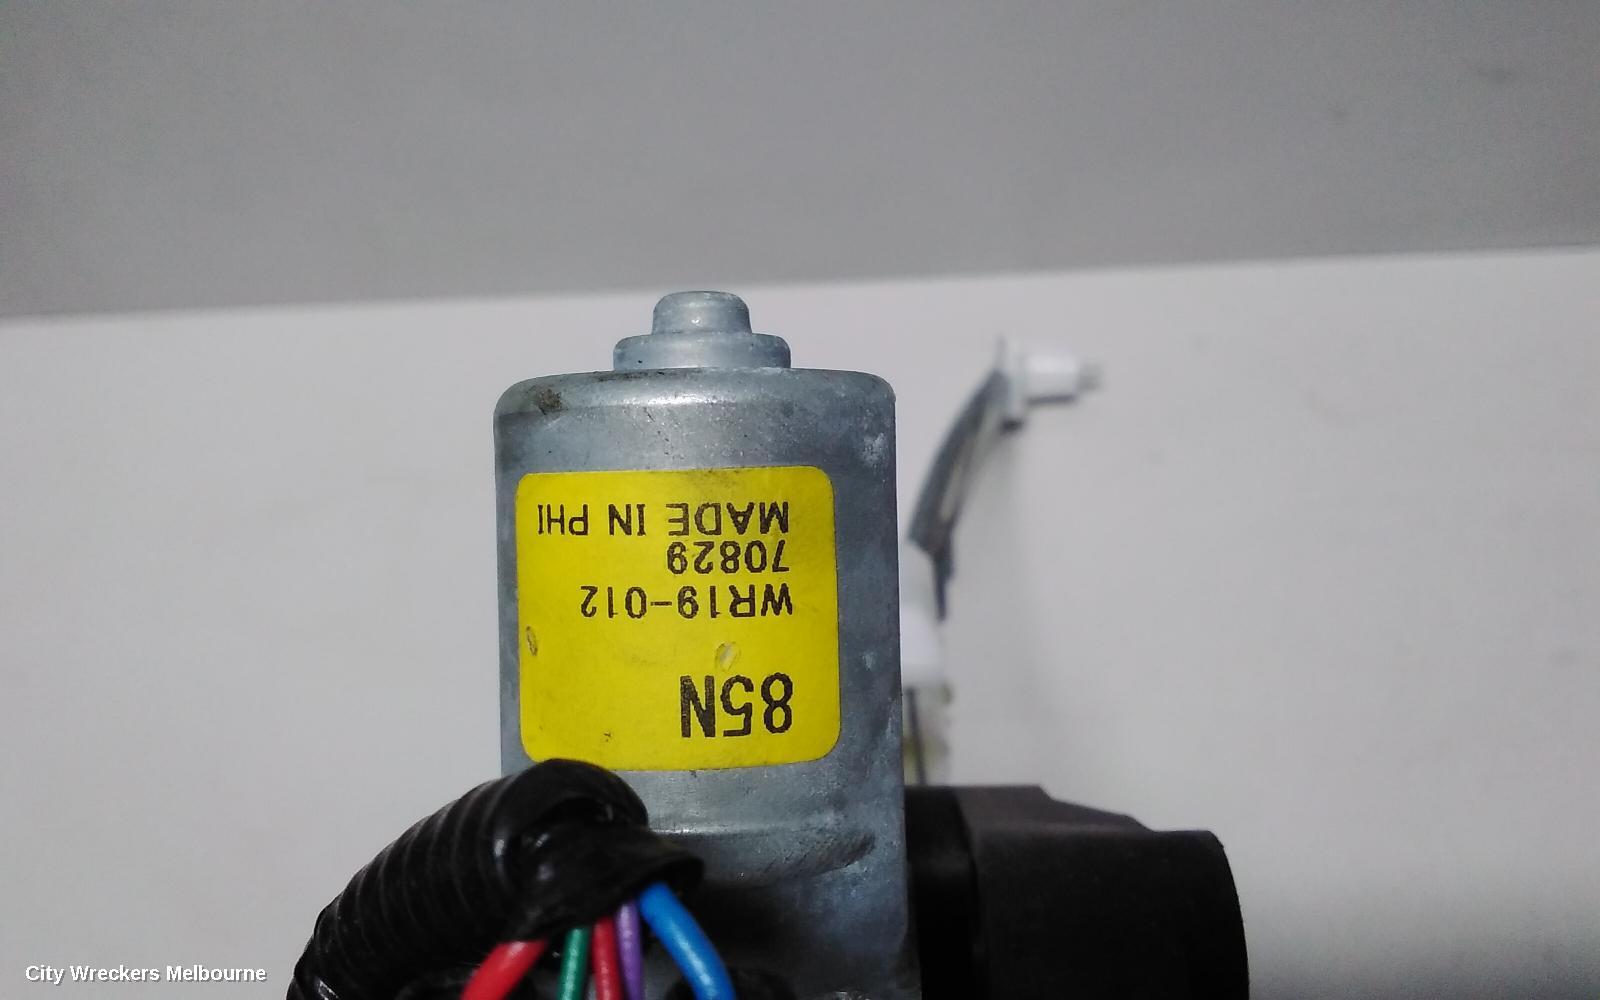 85N
WR19-012
70829
MADE IN PHI
City Wreckers Melbourne